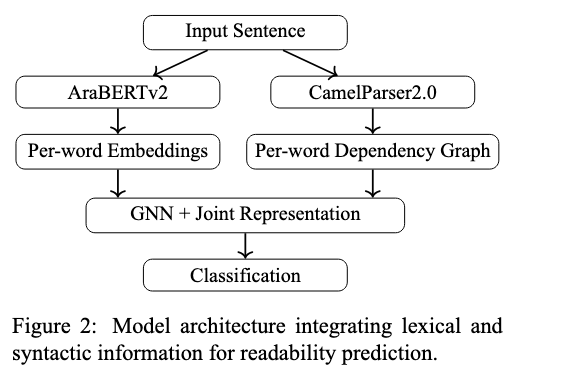 Input Sentence
AraBERTv2
CamelParser2.0
Per-word Embeddings
Per-word Dependency Graph
GNN + Joint Representation
Classification
Figure 2: Model architecture integrating lexical and
syntactic information for readability prediction.